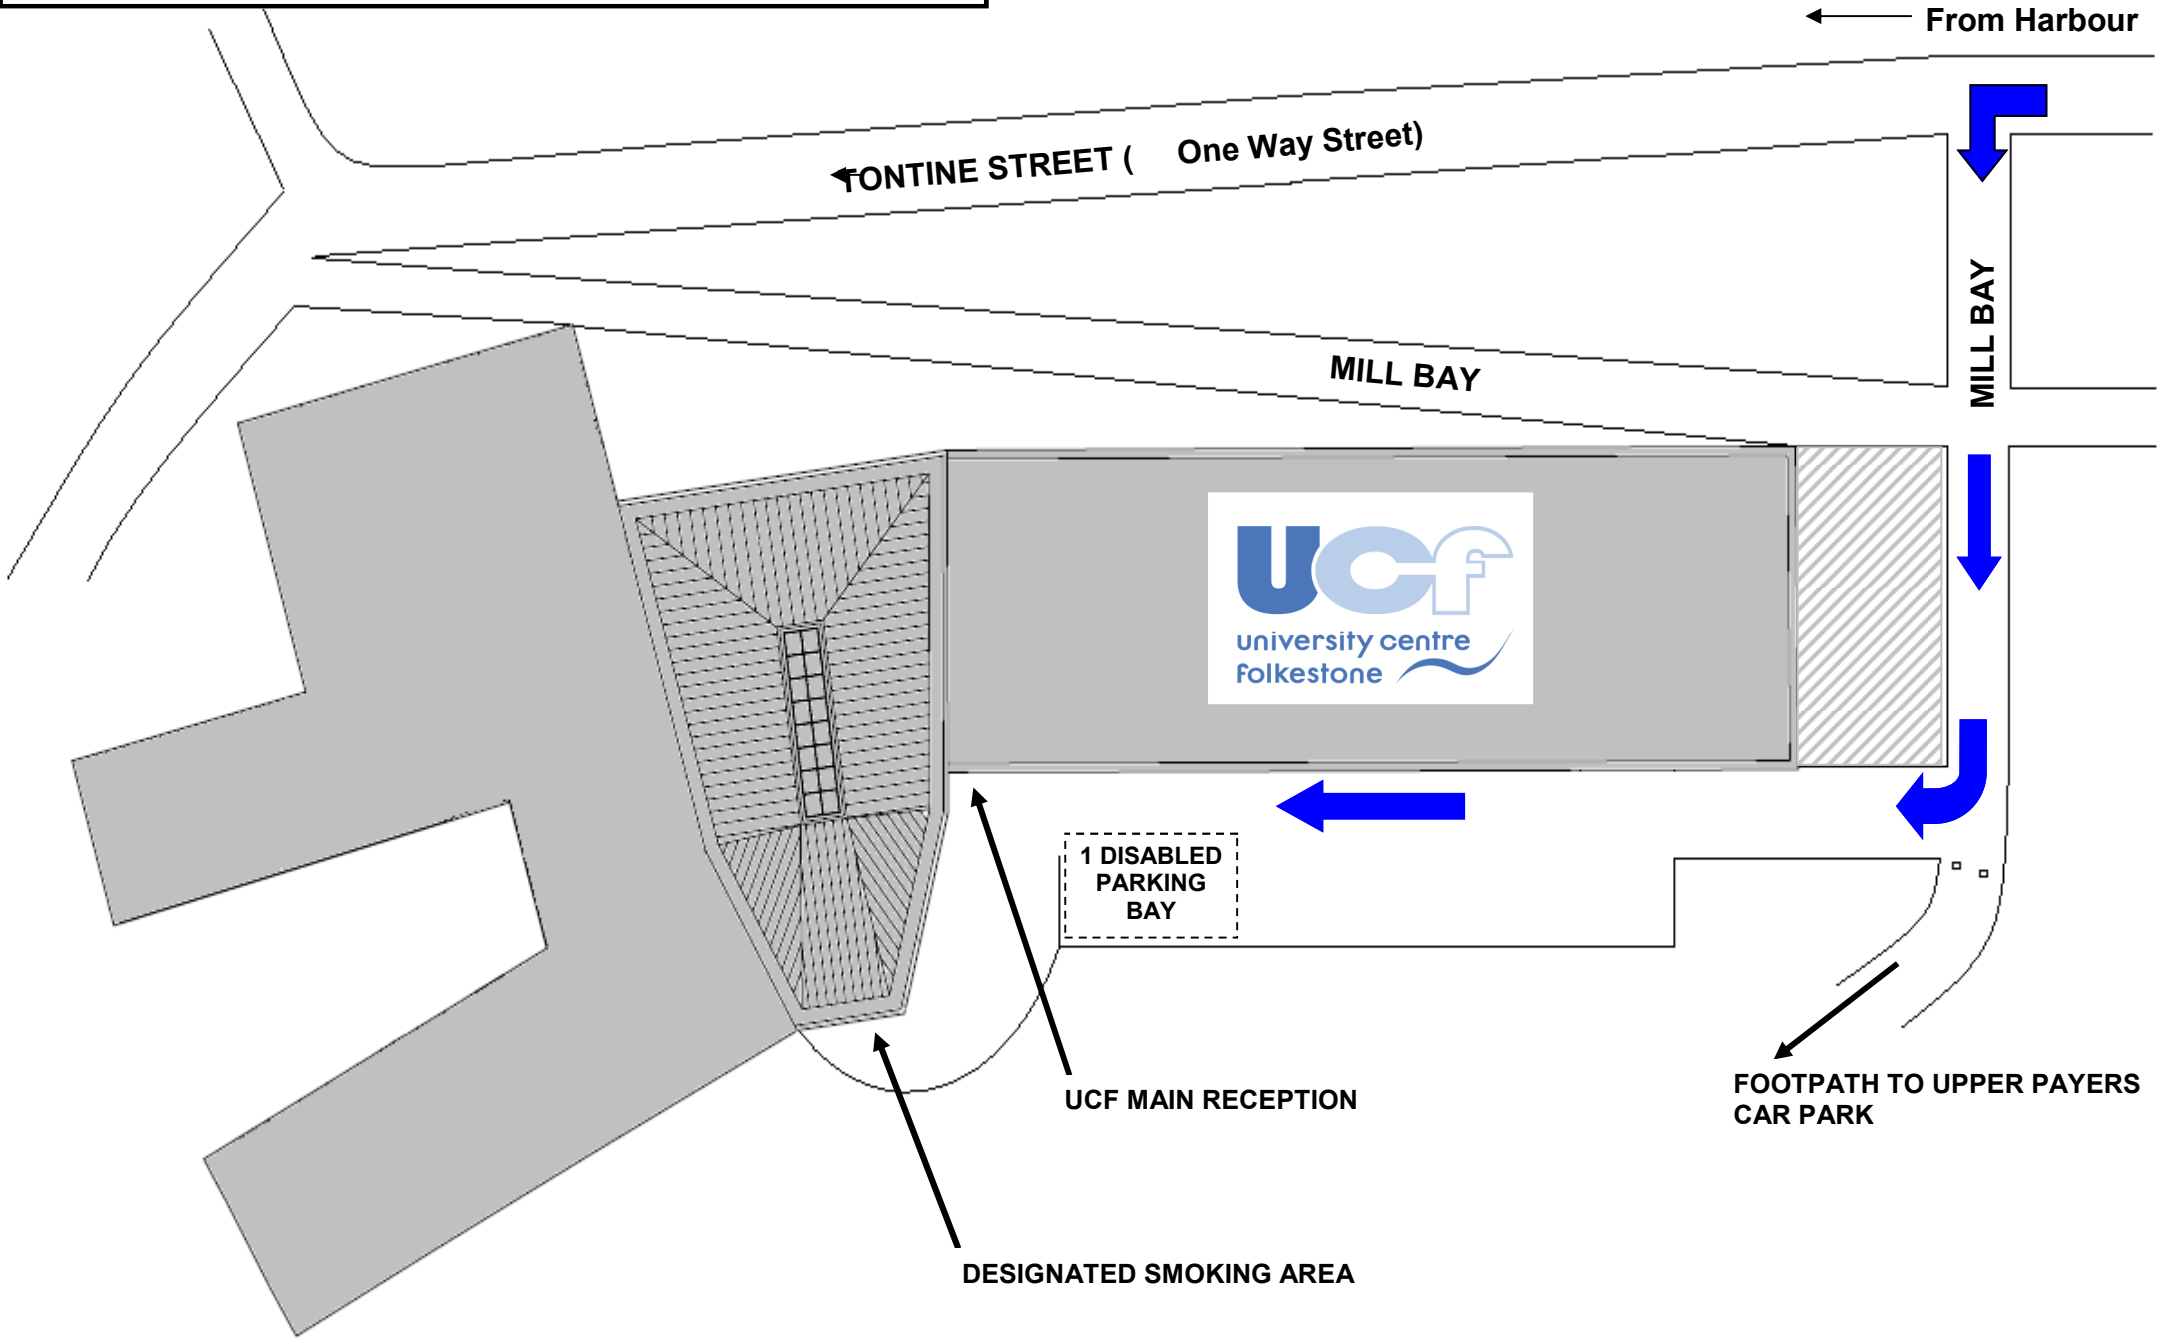 From Harbour
TONTINE STREET ( One Way Street)
MILL BAY
MILL BAY
ucf
university centre
folkestone
1 DISABLED
PARKING
BAY
UCF MAIN RECEPTION
FOOTPATH TO UPPER PAYERS
CAR PARK
DESIGNATED SMOKING AREA